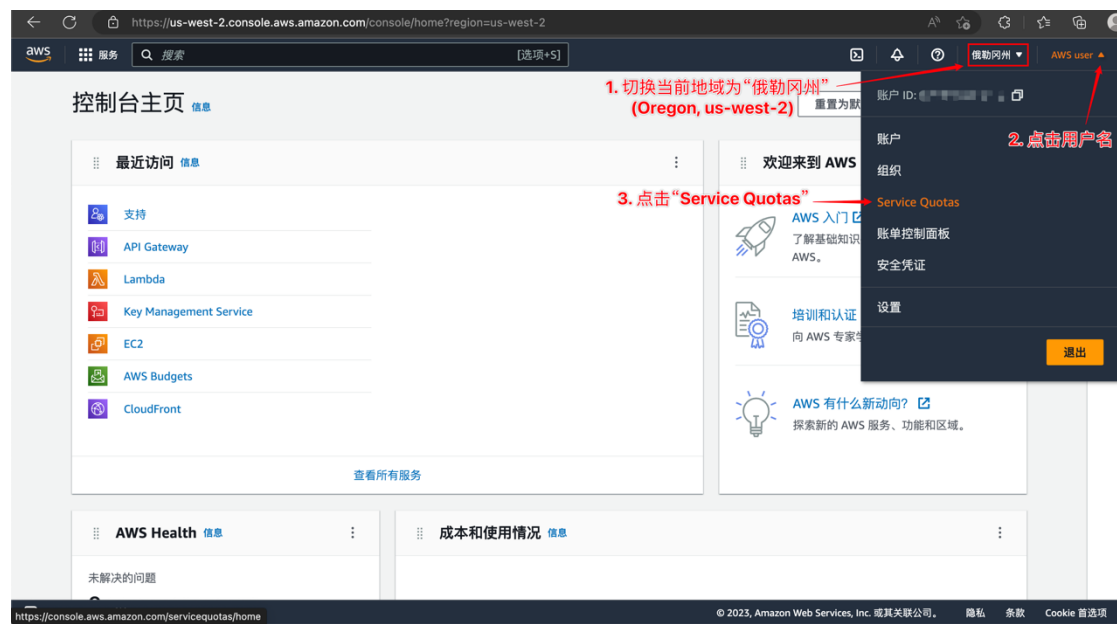 https://us-west-2.console.aws.amazon.com/console/home?region=us-west-2
aws
服务
搜索
[选项+S]
俄勒冈州
AWS user
1. 切换当前地域为“俄勒冈州”
(Oregon, us-west-2)
控制台主页 信息
重置为默
账户 ID:
账户
2. 点击用户名
组织
最近访问 信息
欢迎来到 AWS
3. 点击“Service Quotas”
Service Quotas
支持
API Gateway
Lambda
Key Management Service
EC2
AWS Budgets
CloudFront
查看所有服务
AWS 入门
了解基础知识
AWS。
账单控制面板
安全凭证
培训和认证
向 AWS 专家学
设置
退出
AWS 有什么新动向?
探索新的 AWS 服务、功能和区域。
AWS Health 信息
成本和使用情况 信息
未解决的问题
https://console.aws.amazon.com/servicequotas/home
© 2023, Amazon Web Services, Inc. 或其关联公司。
隐私
条款
Cookie 首选项